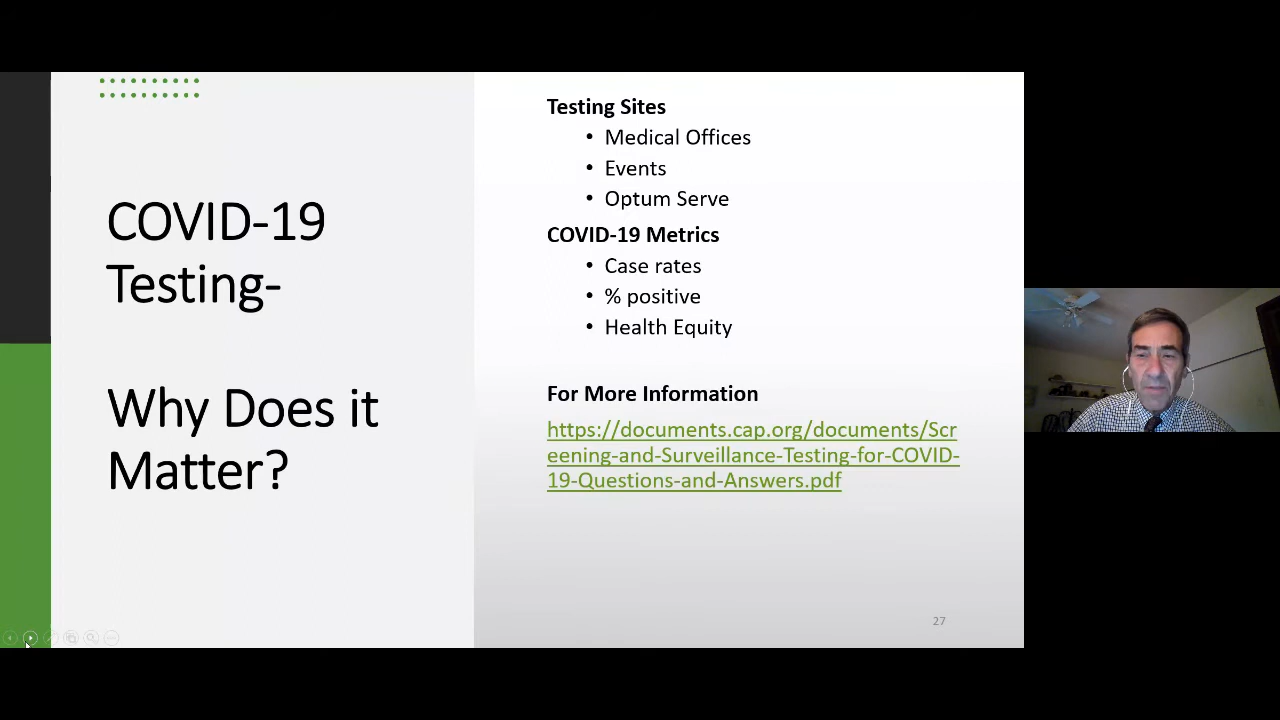 COVID-19
Testing-
Why Does it
Matter?
Testing Sites
• Medical Offices
• Events
• Optum Serve
COVID-19 Metrics
• Case rates
• % positive
• Health Equity
For More Information
https://documents.cap.org/documents/Scr
eening-and-Surveillance-Testing-for-COVID-
19-Questions-and-Answers.pdf
27